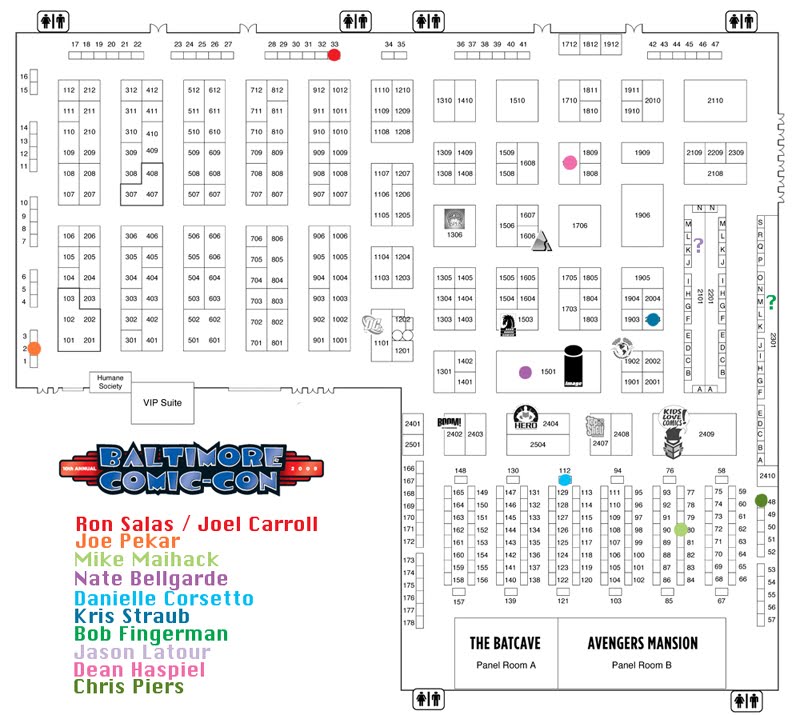 17 18 19 20 21 22
23 25 26 27
28 29 30 31 32 33
34 35
36 37 38 39 40 41
1712 1812 1912
42 43 44 45 46 47
16
15
14
13
12
11
10
9
8
7
6
5
4
3
2
1
112 212 312 412 512 612 712 812 912 1012 1110 1210
111 211 311 411 511 611 711 811 911 1011 1109 1209
110 210 310 410 510 610 710 810 910 1010 1108 1208
109 209 309 409 509 609 709 809 909 1009
108 208 308 408 508 608 708 808 908 1008 1107 1207
107 207 307 407 507 607 707 807 907 1007 1106 1206
1105 1205
106 206 306 406 506 606 706 806 906 1006
105 205 305 405 505 605 705 805 905 1005 1104 1204
104 204 304 404 504 604 704 804 904 1004 1103 1203
103 203 303 403 503 603 703 803 903 1003
102 202 302 402 502 602 702 802 902 1002 1202
101 201 301 401 501 601 701 801 901 1001 1101 1201
1310 1410 1510 1710 1811 1810 1911 1910 2010 2110
1309 1409 1509 1608 1809 1909 2109 2209 2309
1308 1408 1508 1808 2108
1306 1506 1607 1606 1706 1906
1305 1405 1505 1605 1705 1805 1905
1304 1404 1504 1604 1703 1804 1904 2004
1303 1403 1503 1803
1301 1402 1401 1501 image 1902 2002
1901 2001
N N
M L K J I H G F E D C B A
2101 2201
M L K J I H G F E D C B A
S R Q P O N M L K J I H G F E D C B A
2301
? ?
Humane
Society
VIP Suite
2401
2501
BOOM!
2402 2403
HERO
2404
2504
2407 2408
KIDS
LOVE
COMICS
2409
2410
166
167
168
169
170
171
172
173
174
175
176
177
178
148 130 112 94 76 58
165 149 147 131 129 113 111 95 93 77 75 59
164 150 146 132 128 114 110 96 92 78 74 60
163 151 145 133 127 115 109 97 91 79 73 61
162 152 144 134 126 116 108 98 90 80 72 62
161 153 143 135 125 117 107 99 89 81 71 63
160 154 142 136 124 118 106 100 88 82 70 64
159 155 141 137 123 119 105 101 87 83 69 65
158 156 140 138 122 120 104 102 86 84 68 66
157 139 121 103 85 67
48
49
50
51
52
53
54
55
56
57
10th ANNUAL
BALTIMORE
COMIC-CON
2009
Ron Salas / Joel Carroll
Joe Pekar
Mike Maihack
Nate Bellgarde
Danielle Corsetto
Kris Straub
Bob Fingerman
Jason Latour
Dean Haspiel
Chris Piers
THE BATCAVE
Panel Room A
AVENGERS MANSION
Panel Room B